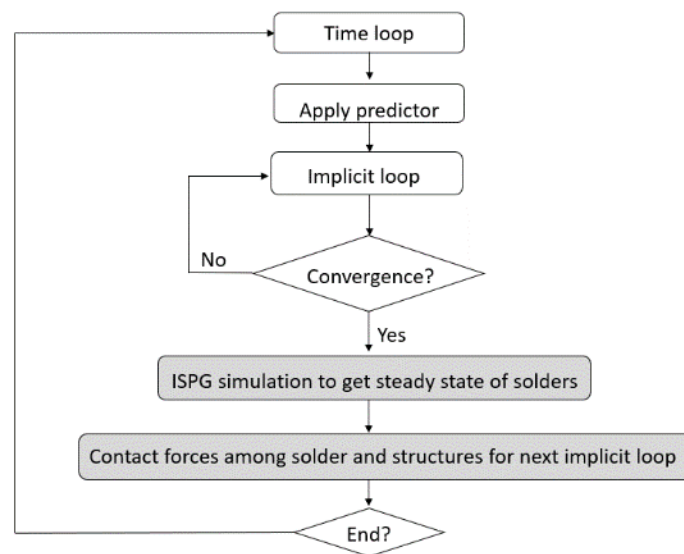 Time loop
Apply predictor
Implicit loop
No
Convergence?
Yes
ISPG simulation to get steady state of solders
Contact forces among solder and structures for next implicit loop
End?